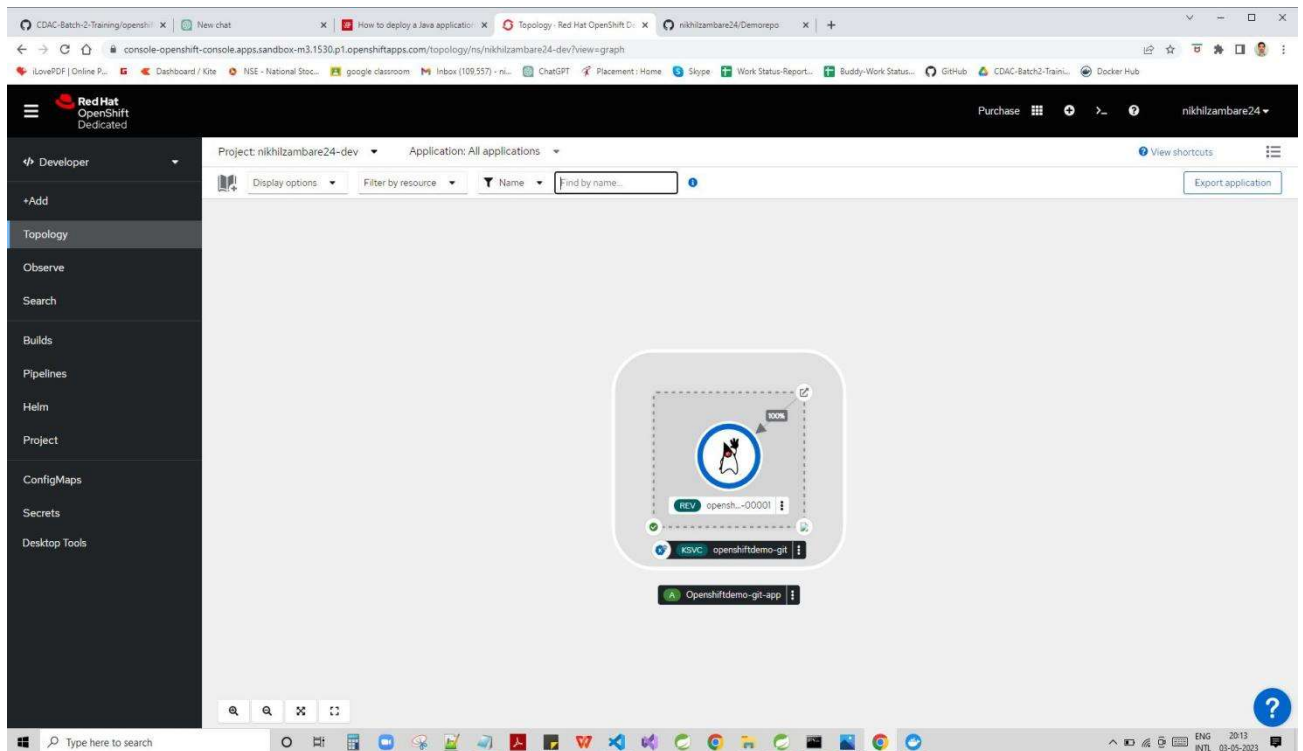 CDAC-Batch-2-Training/openshi
New chat
How to deploy a Java application
Topology · Red Hat OpenShift De
nikhilzambare24/Demorepo
console-openshift-console.apps.sandbox-m3.1530.p1.openshiftapps.com/topology/ns/nikhilzambare24-dev?view=graph
iLovePDF | Online P...
Dashboard / Kite
NSE - National Stoc...
google classroom
Inbox (109,557) - ni...
ChatGPT
Placement : Home
Skype
Work Status-Report...
Buddy-Work Status...
GitHub
CDAC-Batch2-Traini...
Docker Hub
Red Hat
OpenShift
Dedicated
Purchase
nikhilzambare24
Developer
Project: nikhilzambare24-dev
Application: All applications
View shortcuts
Display options
Filter by resource
Name
Find by name...
Export application
+Add
Topology
Observe
Search
Builds
Pipelines
Helm
Project
ConfigMaps
Secrets
Desktop Tools
100%
REV opensh...-00001
KSVC openshiftdemo-git
A Openshiftdemo-git-app
?
Type here to search
ENG
INTL
20:13
03-05-2023